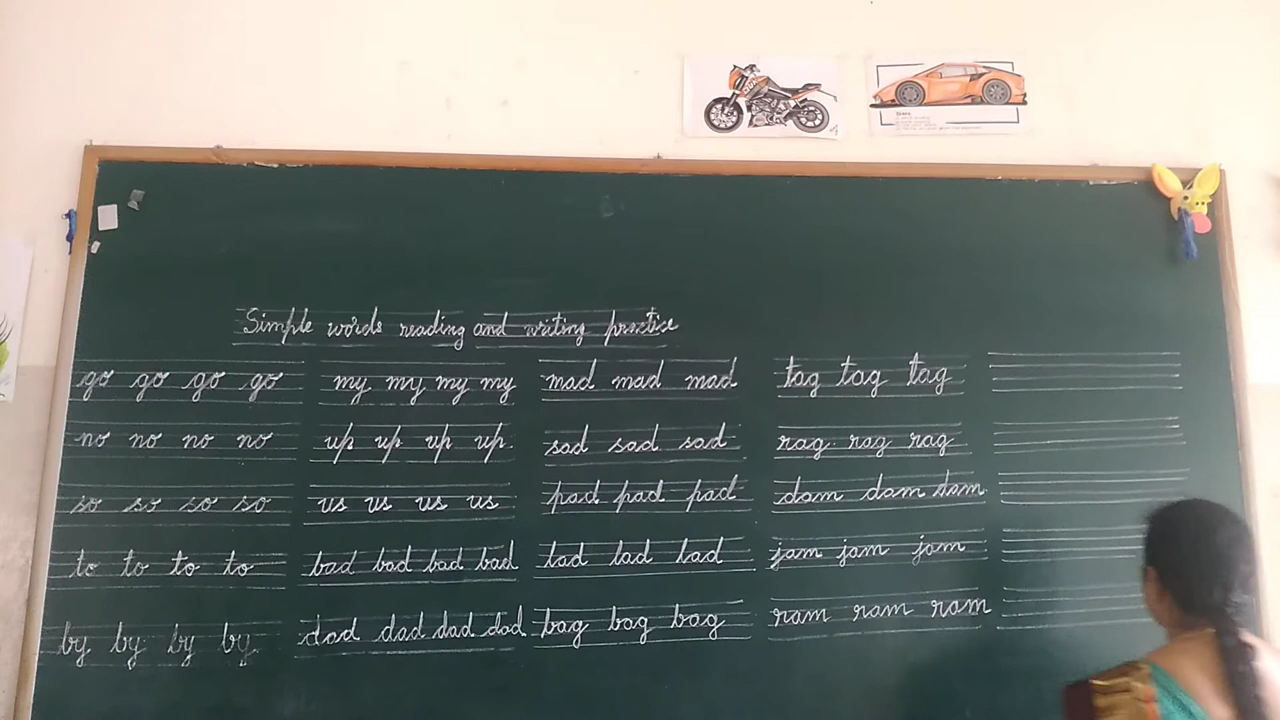 Simple words reading and writing practice
go go go go my my my my mad mad mad tag tag tag
no no no no up up up up. sad sad sad rag rag rag
so so so so us us us us pad pad pad dam dam dam
to to to to bad bad bad bad lad lad lad jam jam jam
by by by by dad dad dad dad bag bag bag ram ram ram